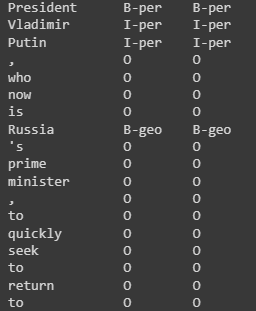 President B-per B-per
Vladimir I-per I-per
Putin I-per I-per
, O O
who O O
now O O
is O O
Russia B-geo B-geo
's O O
prime O O
minister O O
, O O
to O O
quickly O O
seek O O
to O O
return O O
to O O